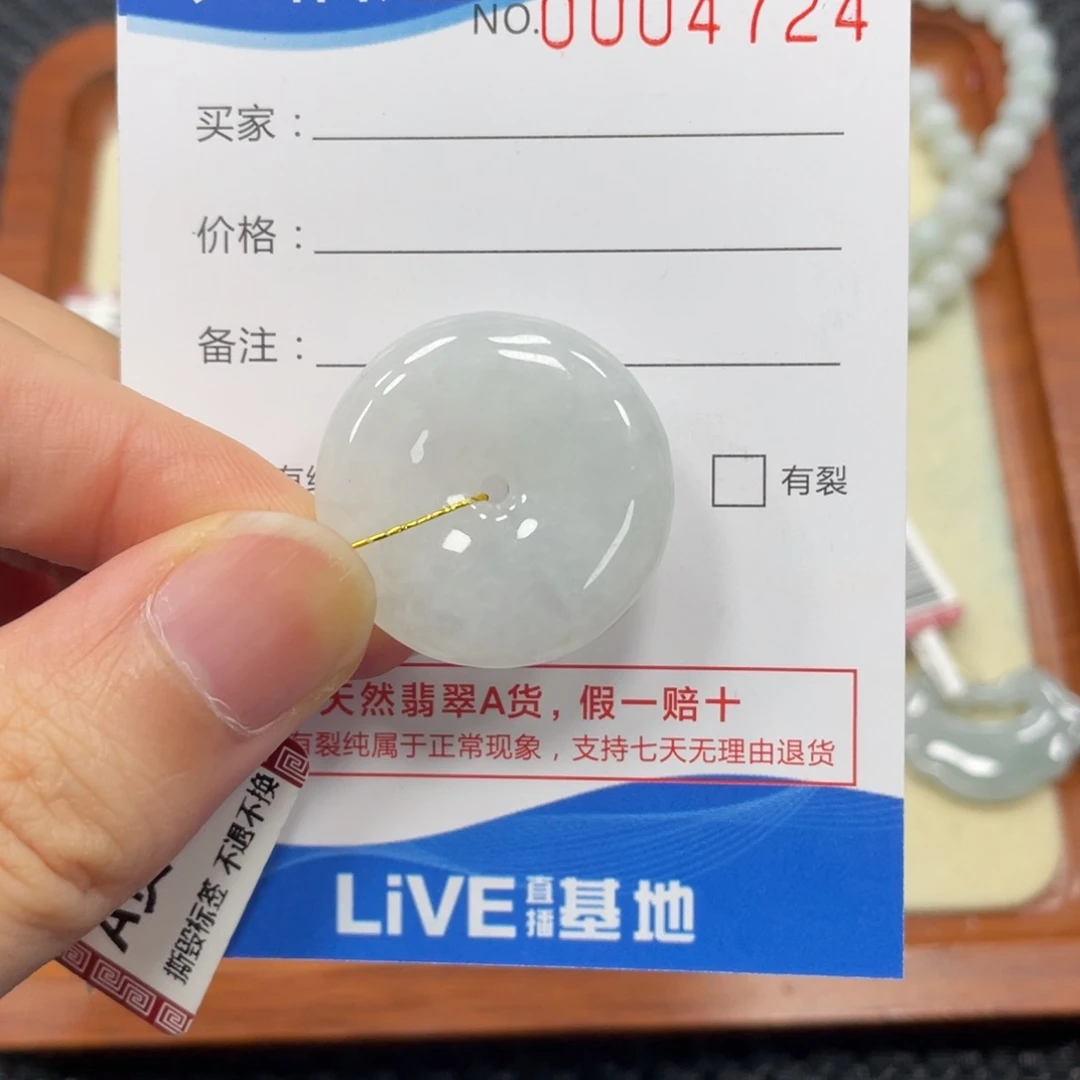 NO.0004724
买家：
价格：
备注：
有裂
天然翡翠A货，假一赔十
有裂纯属于正常现象，支持七天无理由退货
LiVE直播基地
撕毁标签 不退不换